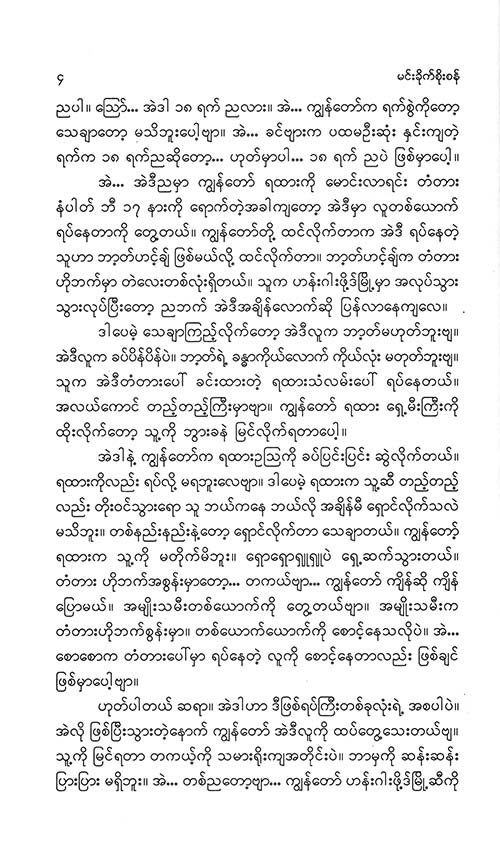 ၄ မင်းခိုက်စိုးစန်
ညပါ။ သြော်... အဲဒါ ၁၈ ရက် ညလား။ အဲ... ကျွန်တော်က ရက်စွဲကိုတော့
သေချာတော့ မသိဘူးပေါ့ဗျာ။ အဲ... ခင်ဗျားက ပထမဦးဆုံး နှင်းကျတဲ့
ရက်က ၁၈ ရက်ညဆိုတော့... ဟုတ်မှာပါ... ၁၈ ရက် ညပဲ ဖြစ်မှာပေါ့။
အဲ... အဲဒီညမှာ ကျွန်တော် ရထားကို မောင်းလာရင်း တံတား
နံပါတ် ဘီ ၁၇ နားကို ရောက်တဲ့အခါကျတော့ အဲဒီမှာ လူတစ်ယောက်
ရပ်နေတာကို တွေ့တယ်။ ကျွန်တော်တို့ ထင်လိုက်တာက အဲဒီ ရပ်နေတဲ့
သူဟာ ဘာ့တ်ဟင့်ချ် ဖြစ်မယ်လို့ ထင်လိုက်တာ။ ဘာ့တ်ဟင့်ချ်က တံတား
ဟိုဘက်မှာ တဲလေးတစ်လုံးရှိတယ်။ သူက ဟန်းဂါးဖို့ဒ်မြို့မှာ အလုပ်သွား
သွားလုပ်ပြီးတော့ ညဘက် အဲဒီအချိန်လောက်ဆို ပြန်လာနေကျလေ။
ဒါပေမဲ့ သေချာကြည့်လိုက်တော့ အဲဒီလူက ဘာ့တ်မဟုတ်ဘူးဗျ။
အဲဒီလူက ခပ်ပိန်ပိန်ပဲ။ ဘာ့တ်ရဲ့ ခန္ဓာကိုယ်လောက် ကိုယ်လုံး မတုတ်ဘူးဗျ။
သူက အဲဒီတံတားပေါ် ခင်းထားတဲ့ ရထားသံလမ်းပေါ် ရပ်နေတယ်။
အလယ်ကောင် တည့်တည့်ကြီးမှာဗျာ။ ကျွန်တော် ရထား ရှေ့မီးကြီးကို
ထိုးလိုက်တော့ သူ့ကို ဘွားခနဲ မြင်လိုက်ရတာပေါ့။
အဲဒါနဲ့ ကျွန်တော်က ရထားဥသြကို ခပ်ပြင်းပြင်း ဆွဲလိုက်တယ်။
ရထားကိုလည်း ရပ်လို့ မရဘူးလေဗျာ။ ဒါပေမဲ့ ရထားက သူ့ဆီ တည့်တည့်
လည်း တိုးဝင်သွားရော သူ ဘယ်ကနေ ဘယ်လို အချိန်မီ ရှောင်လိုက်သလဲ
မသိဘူး။ တစ်နည်းနည်းနဲ့တော့ ရှောင်လိုက်တာ သေချာတယ်။ ကျွန်တော့်
ရထားက သူ့ကို မတိုက်မိဘူး။ ရှောရှောရှူရှူပဲ ရှေ့ဆက်သွားတယ်။
တံတား ဟိုဘက်အစွန်းမှာတော့... တကယ်ဗျာ... ကျွန်တော် ကျိန်ဆို ကျိန်
ပြောမယ်။ အမျိုးသမီးတစ်ယောက်ကို တွေ့တယ်ဗျာ။ အမျိုးသမီးက
တံတားဟိုဘက်စွန်းမှာ။ တစ်ယောက်ယောက်ကို စောင့်နေသလိုပဲ။ အဲ...
စောစောက တံတားပေါ်မှာ ရပ်နေတဲ့ လူကို စောင့်နေတာလည်း ဖြစ်ချင်
ဖြစ်မှာပေါ့ဗျာ။
ဟုတ်ပါတယ် ဆရာ။ အဲဒါဟာ ဒီဖြစ်ရပ်ကြီးတစ်ခုလုံးရဲ့ အစပါပဲ။
အဲလို ဖြစ်ပြီးသွားတဲ့နောက် ကျွန်တော် အဲဒီလူကို ထပ်တွေ့သေးတယ်ဗျ။
သူ့ကို မြင်ရတာ တကယ့်ကို သမားရိုးကျအတိုင်းပဲ။ ဘာမှကို ဆန်းဆန်း
ပြားပြား မရှိဘူး။ အဲ... တစ်ညတော့ဗျာ... ကျွန်တော် ဟန်းဂါးဖို့ဒ်မြို့ဆီကို